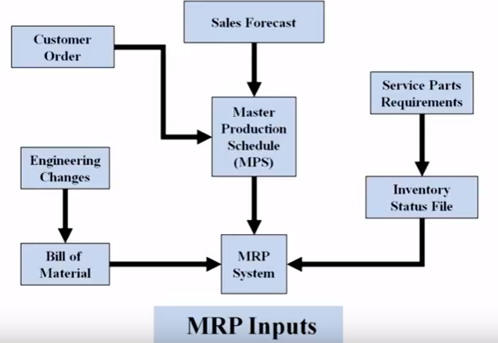 Customer
Order
Sales Forecast
Service Parts
Requirements
Master
Production
Schedule
(MPS)
Engineering
Changes
Inventory
Status File
Bill of
Material
MRP
System
MRP Inputs